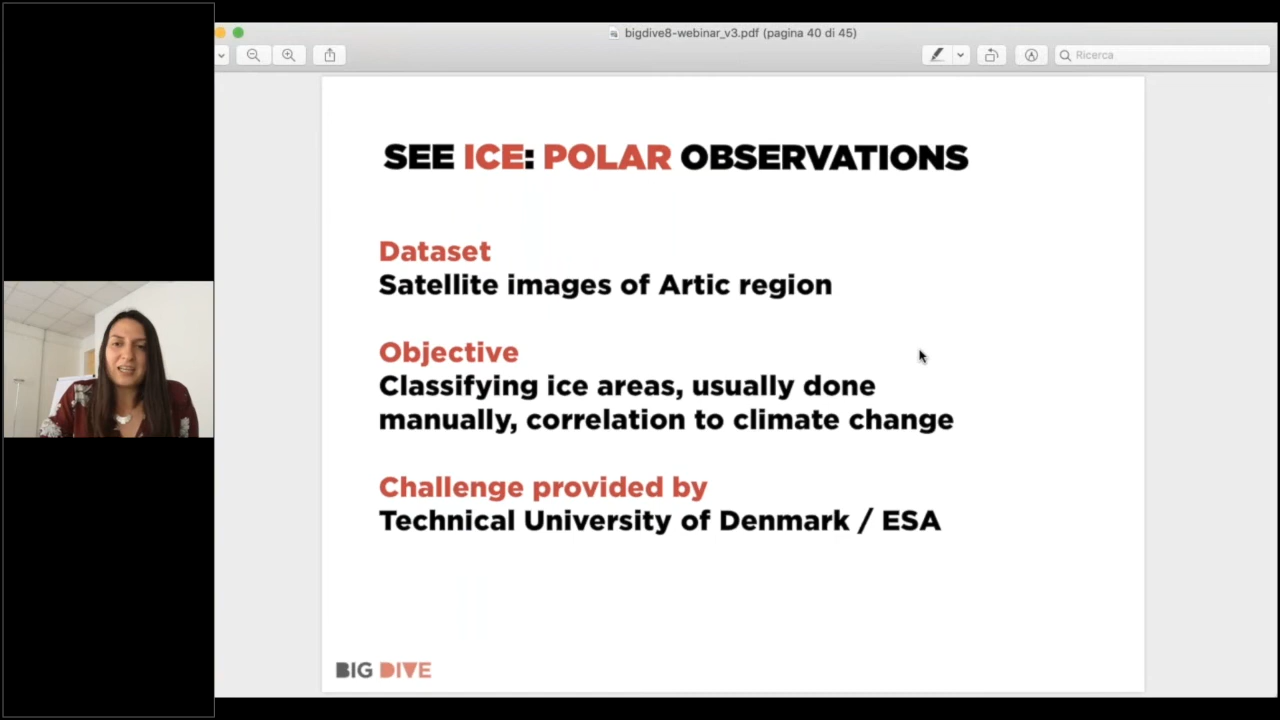 bigdive8-webinar_v3.pdf (pagina 40 di 45)
Ricerca
SEE ICE: POLAR OBSERVATIONS
Dataset
Satellite images of Artic region
Objective
Classifying ice areas, usually done
manually, correlation to climate change
Challenge provided by
Technical University of Denmark / ESA
BIG DIVE